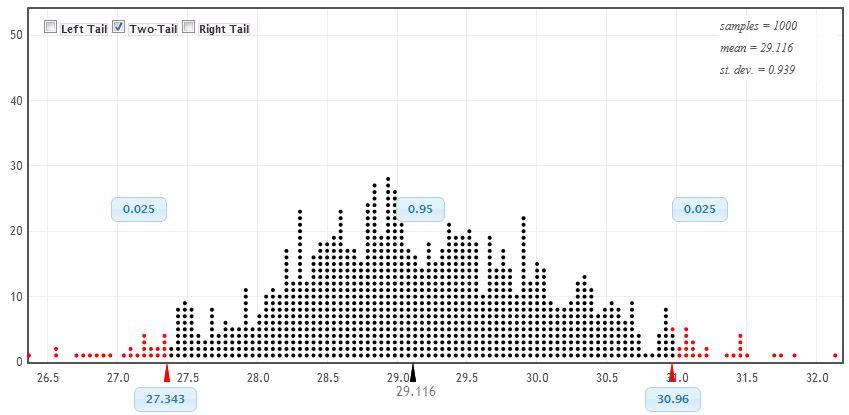 Left Tail Two-Tail Right Tail
samples = 1000
mean = 29.116
st. dev. = 0.939
50
40
30
20
10
0
0.025 0.95 0.025
26.5 27.0 27.5 28.0 28.5 29.0 29.5 30.0 30.5 31.0 31.5 32.0
29.116
27.343 30.96